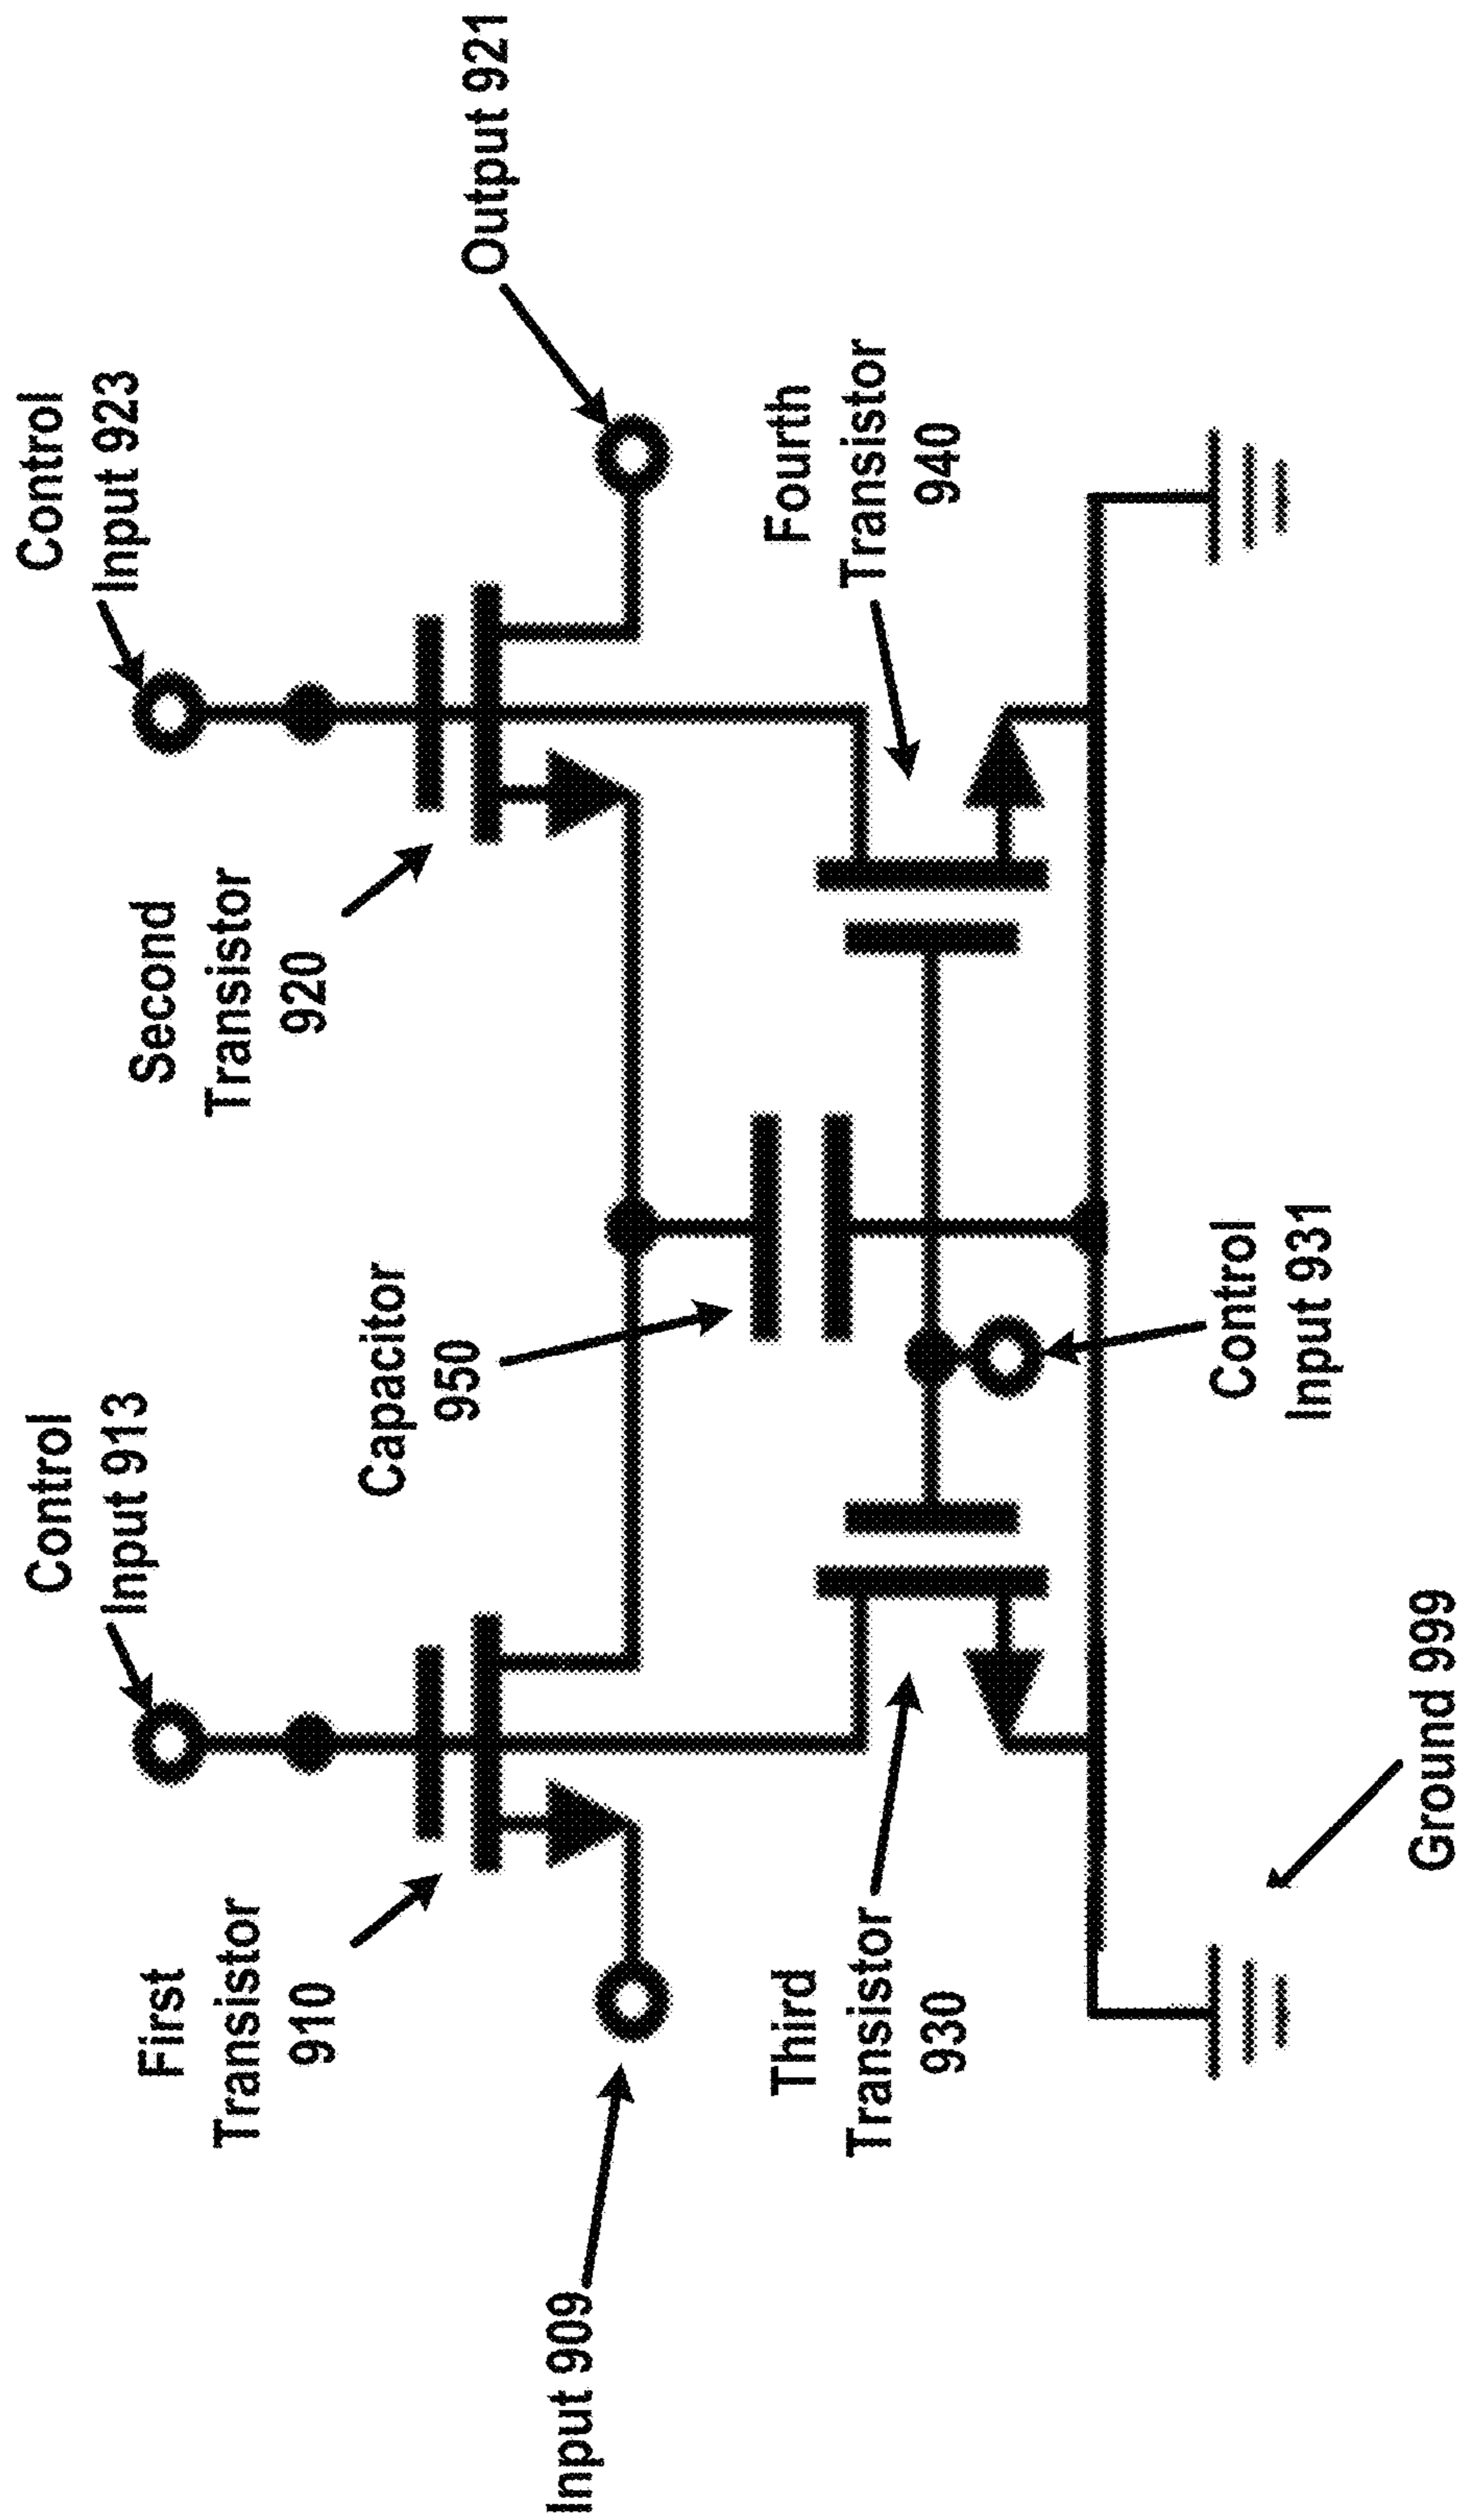 Control
Input 913
Control
Input 923
First
Transistor
910
Second
Transistor
920
Capacitor
950
Output 921
Input 909
Third
Transistor
930
Fourth
Transistor
940
Control
Input 931
Ground 999